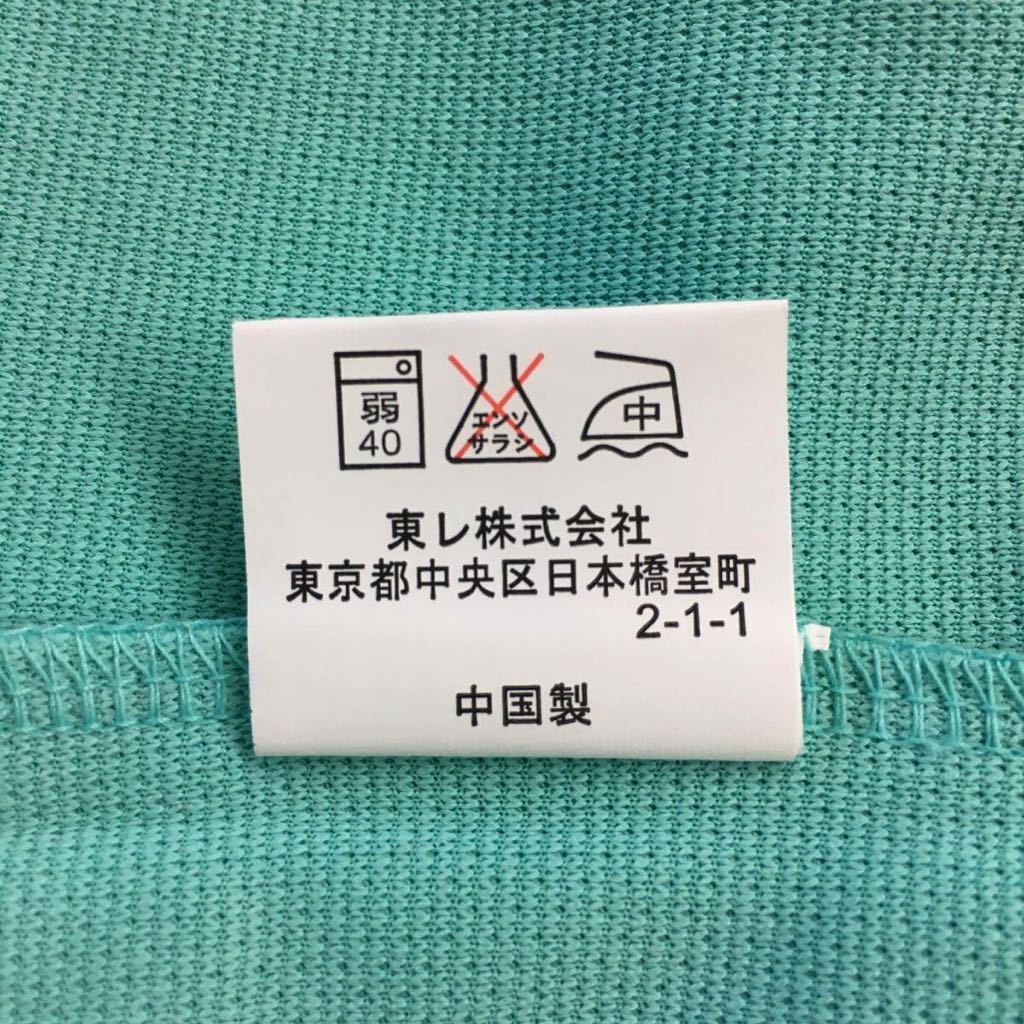 弱
40
エンソ
サラシ
中
東レ株式会社
東京都中央区日本橋室町
2-1-1
中国製